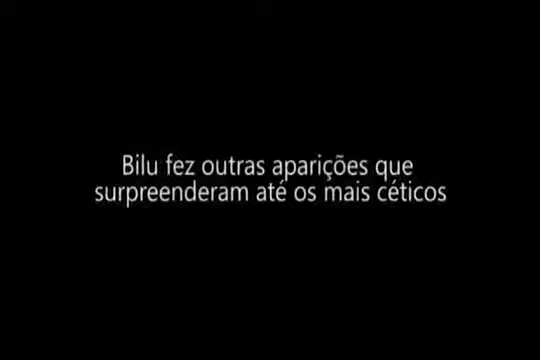 Bilu fez outras aparições que
surpreenderam até os mais céticos